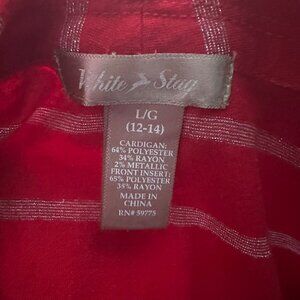 White Stag
L/G
(12-14)
CARDIGAN:
64% POLYESTER
34% RAYON
2% METALLIC
FRONT INSERT:
65% POLYESTER
35% RAYON
MADE IN
CHINA
RN# 59775